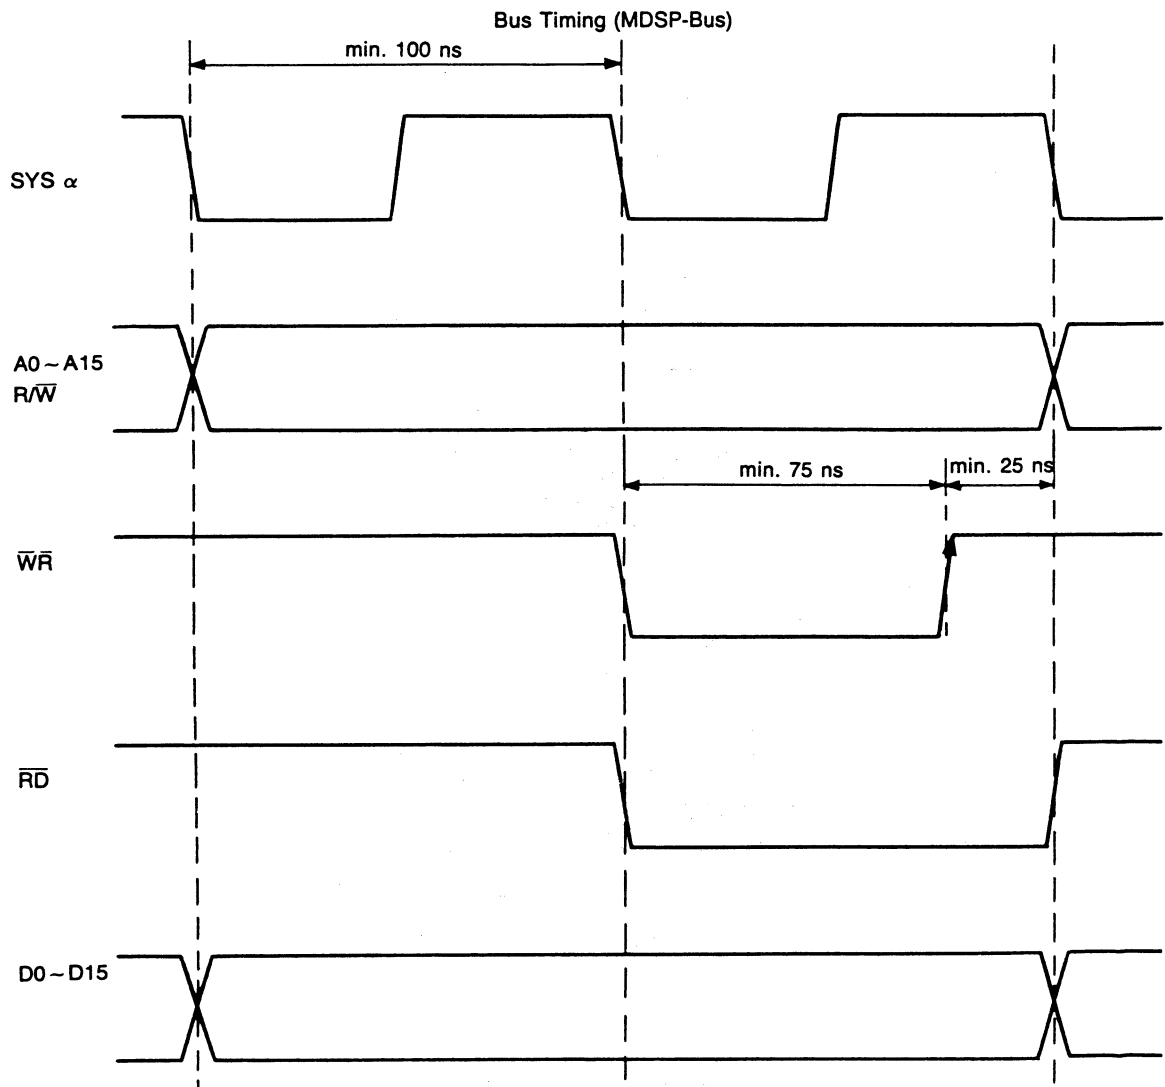 Bus Timing (MDSP-Bus)
min. 100 ns
SYS α
A0~A15
R/W̅
min. 75 ns
min. 25 ns
W̅R̅
R̅D̅
D0~D15